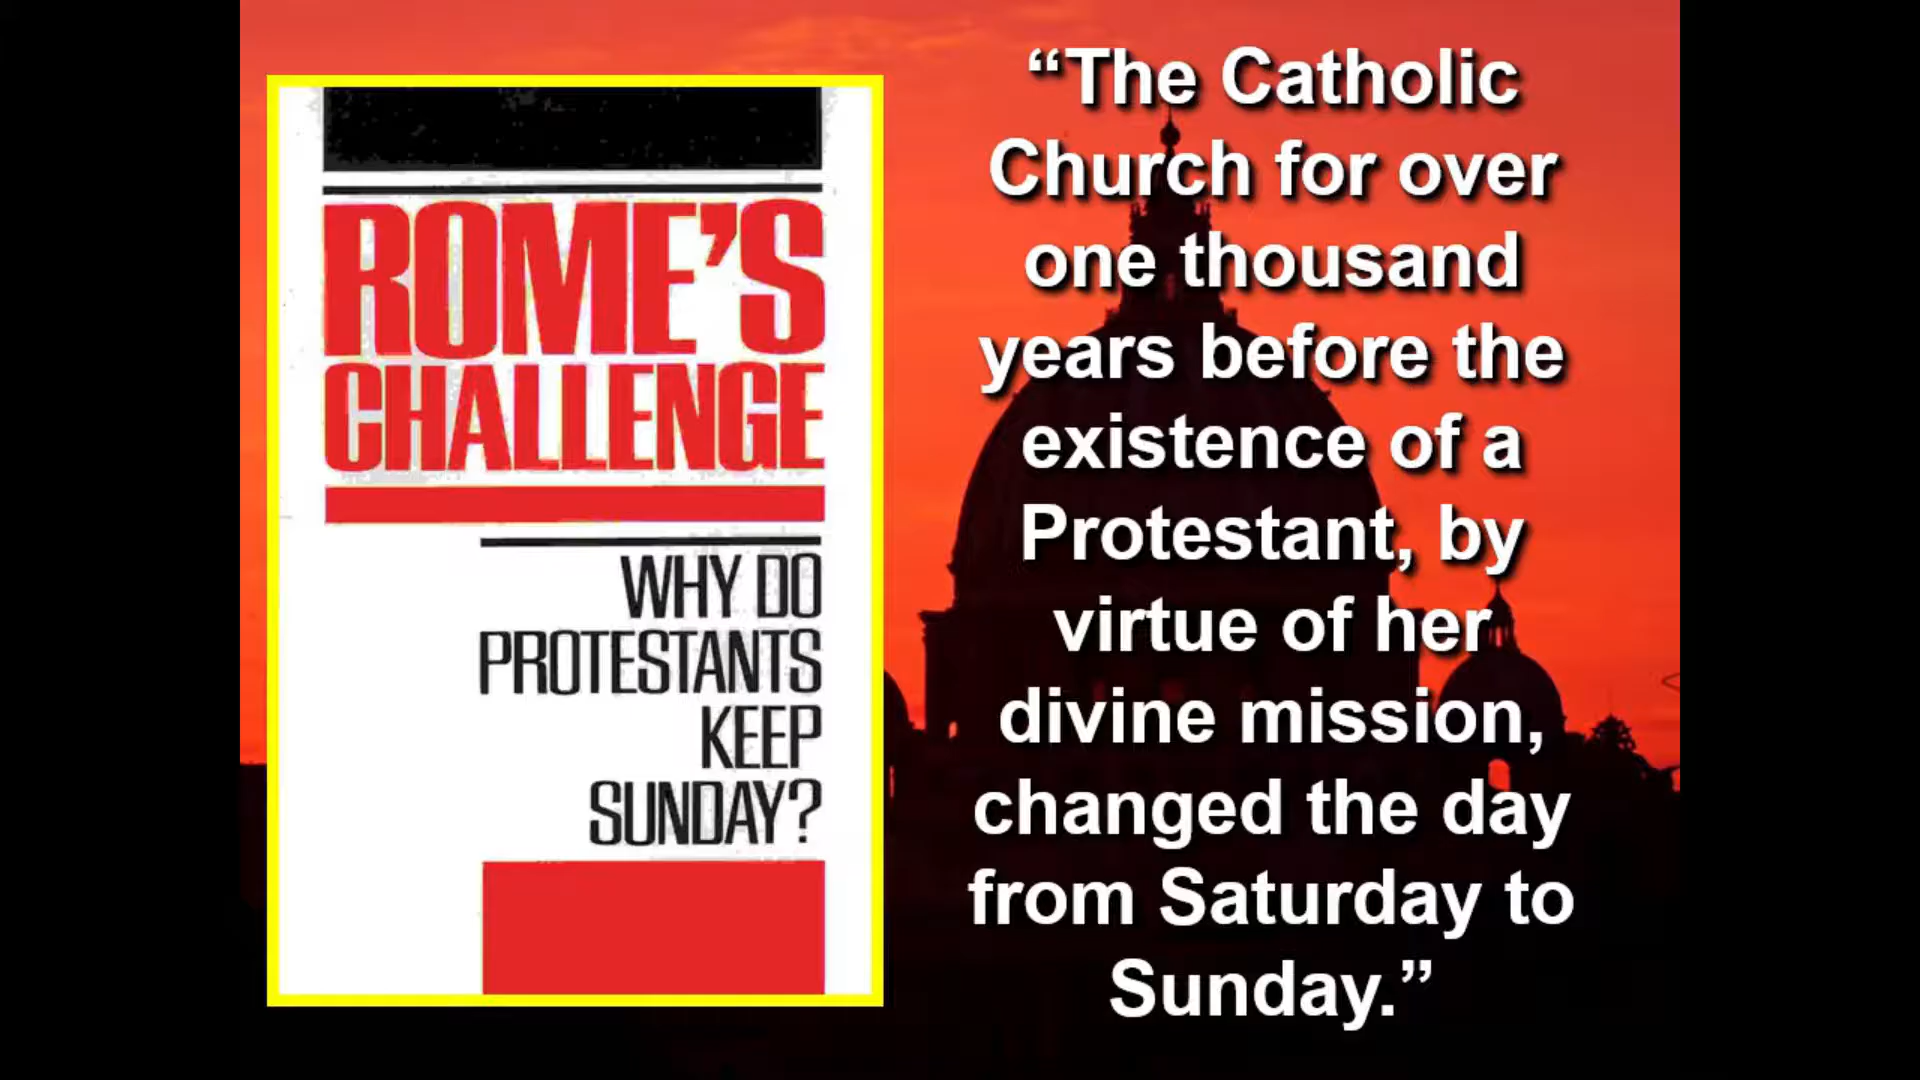 ROME'S
CHALLENGE
WHY DO
PROTESTANTS
KEEP
SUNDAY?
“The Catholic
Church for over
one thousand
years before the
existence of a
Protestant, by
virtue of her
divine mission,
changed the day
from Saturday to
Sunday.”